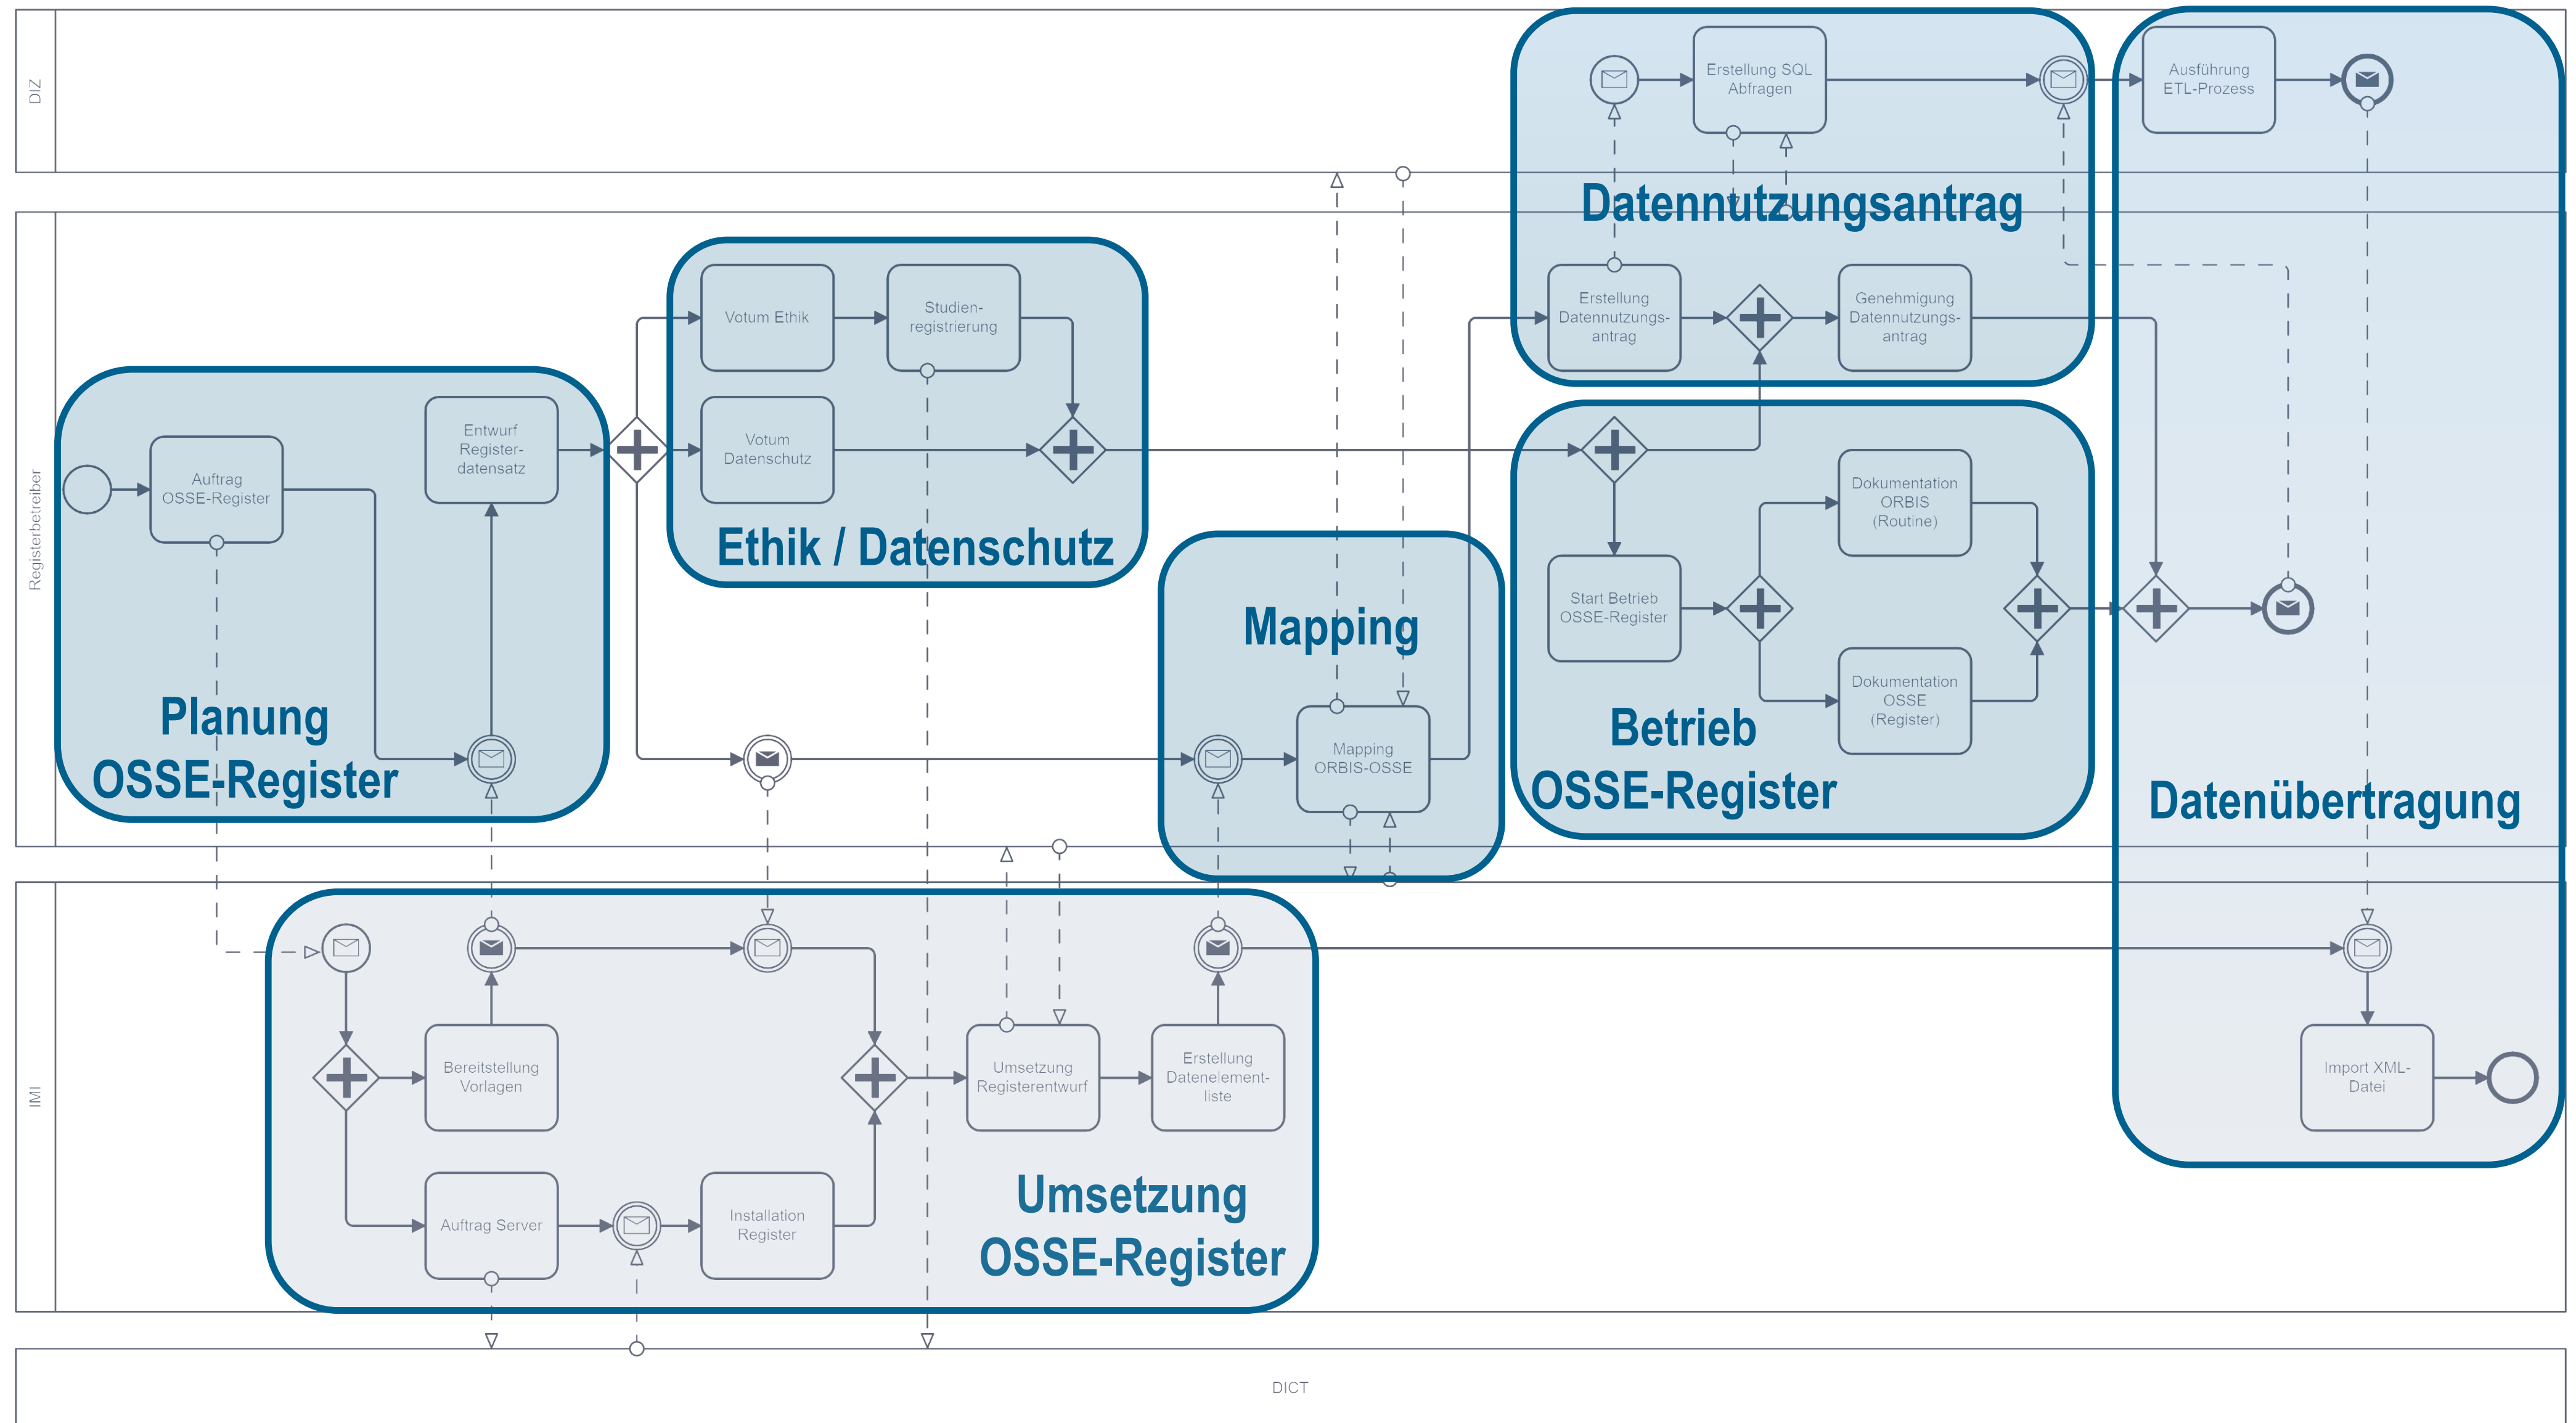 DIZ
Erstellung SQL
Abfragen
Ausführung
ETL-Prozess
Datennutzungsantrag
Registerbetreiber
Votum Ethik
Studien-
registrierung
Erstellung
Datennutzungs-
antrag
Genehmigung
Datennutzungs-
antrag
Auftrag
OSSE-Register
Entwurf
Register-
datensatz
Votum
Datenschutz
Ethik / Datenschutz
Dokumentation
ORBIS
(Routine)
Start Betrieb
OSSE-Register
Dokumentation
OSSE
(Register)
Mapping
Mapping
ORBIS-OSSE
Planung
OSSE-Register
Betrieb
OSSE-Register
Datenübertragung
IMI
Bereitstellung
Vorlagen
Umsetzung
Registerentwurf
Erstellung
Datenelement-
liste
Import XML-
Datei
Auftrag Server
Installation
Register
Umsetzung
OSSE-Register
DICT